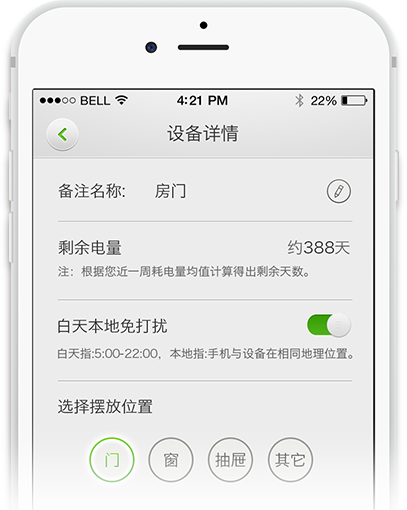 BELL 4:21 PM 22%
设备详情
备注名称: 房门
剩余电量 约388天
注：根据您近一周耗电量均值计算得出剩余天数。
白天本地免打扰
白天指:5:00-22:00，本地指:手机与设备在相同地理位置。
选择摆放位置
门 窗 抽屉 其它